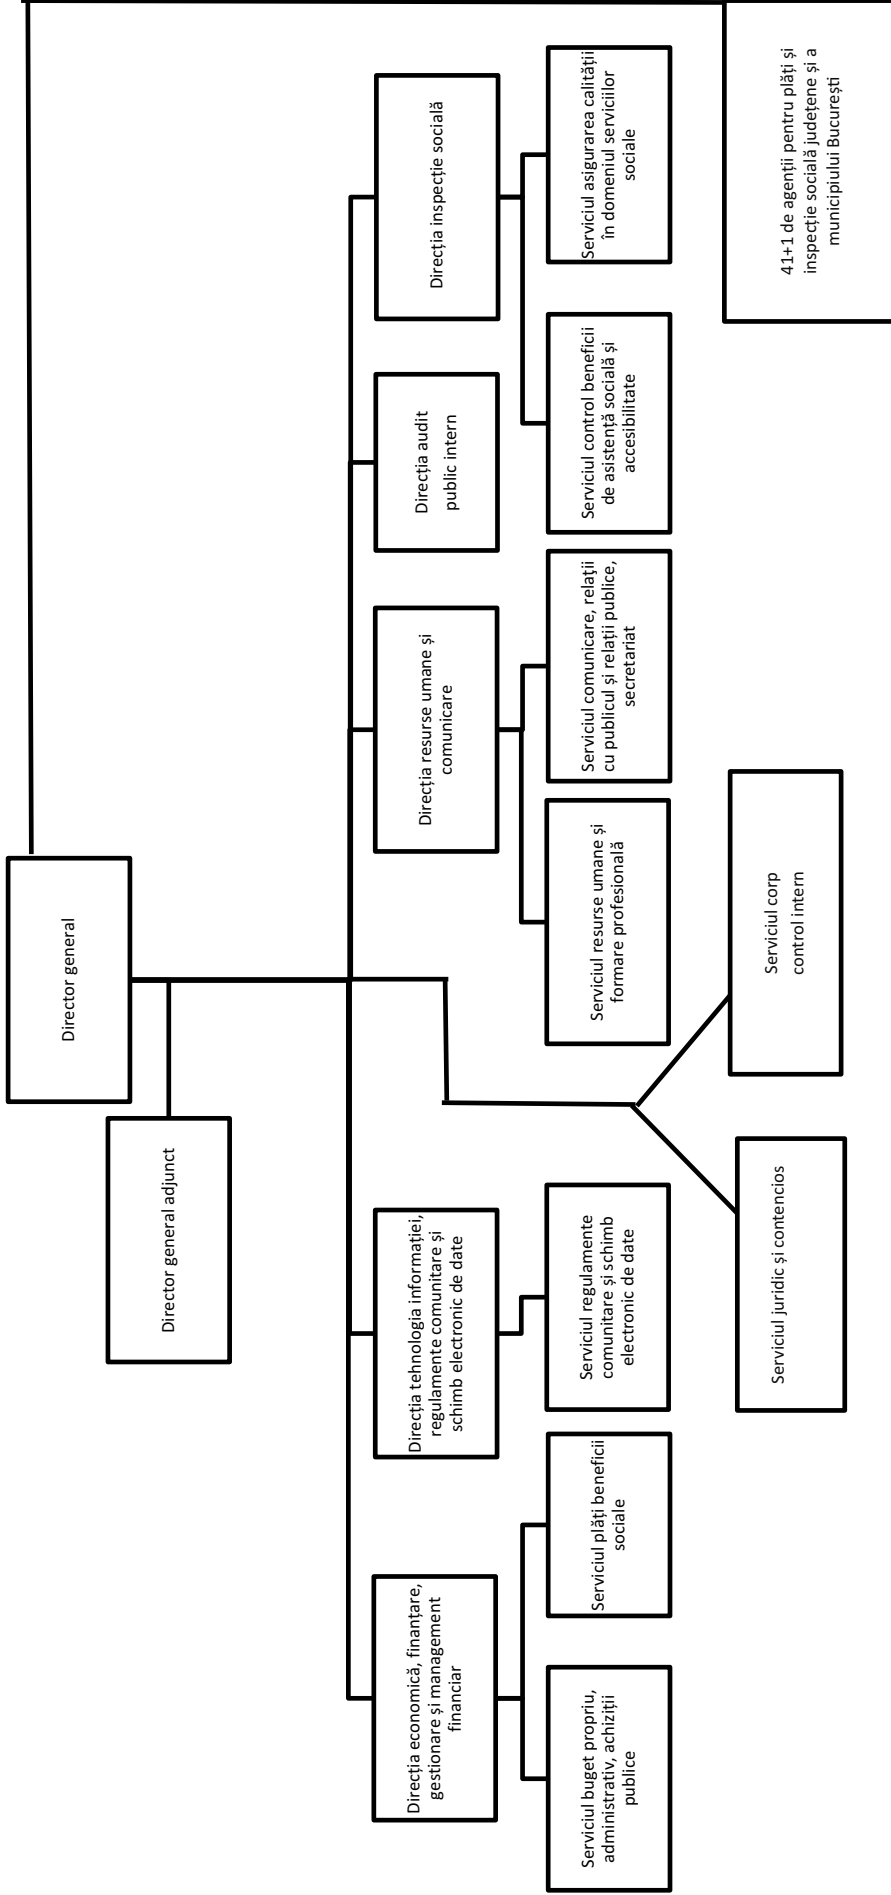 Director general
Director general adjunct
Direcția economică, finanțare,
gestionare și management
financiar
Direcția tehnologia informației,
regulamente comunitare și
schimb electronic de date
Direcția resurse umane și
comunicare
Direcția audit
public intern
Direcția inspecție socială
Serviciul buget propriu,
administrativ, achiziții
publice
Serviciul plăți beneficii
sociale
Serviciul regulamente
comunitare și schimb
electronic de date
Serviciul resurse umane și
formare profesională
Serviciul comunicare, relații
cu publicul și relații publice,
secretariat
Serviciul control beneficii
de asistență socială și
accesibilitate
Serviciul asigurarea calității
în domeniul serviciilor
sociale
Serviciul juridic și contencios
Serviciul corp
control intern
41+1 de agenții pentru plăți și
inspecție socială județene și a
municipiului București